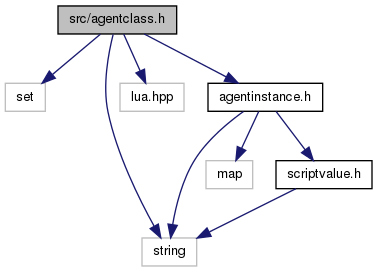 src/agentclass.h
set
lua.hpp
agentinstance.h
map
scriptvalue.h
string